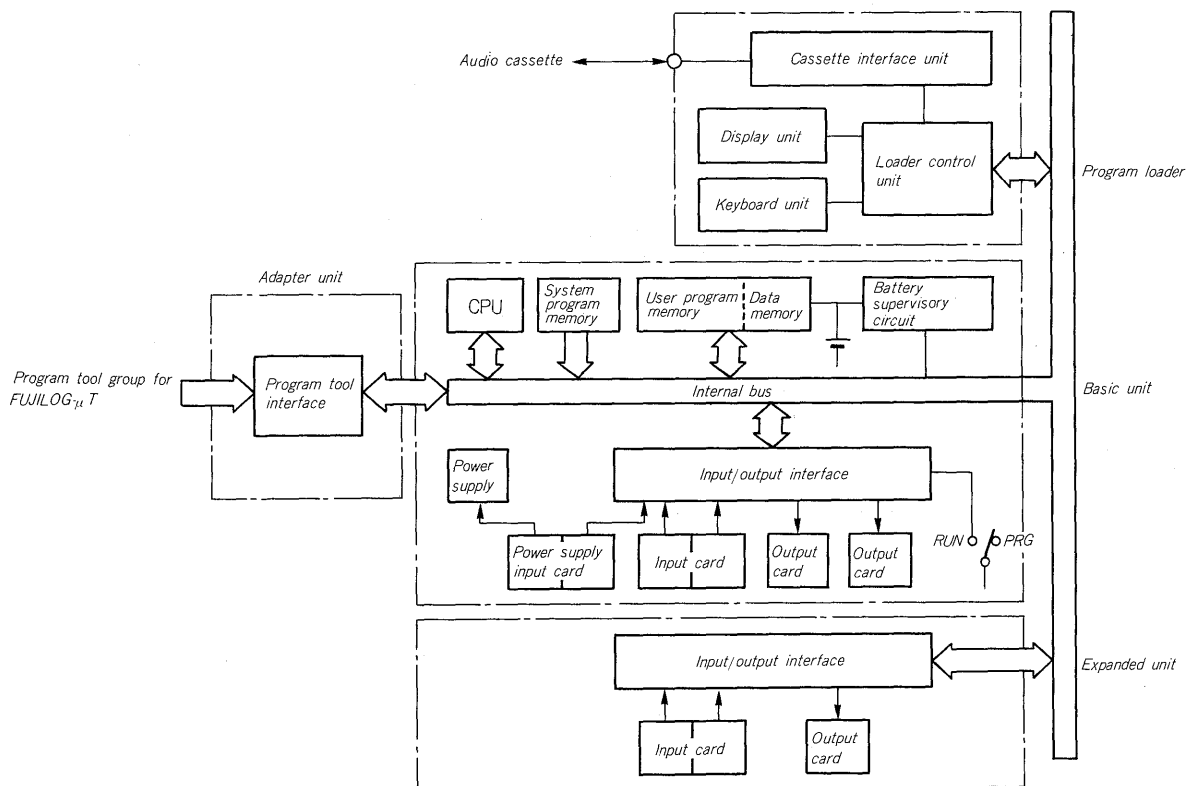 Audio cassette
Cassette interface unit
Display unit
Loader control
unit
Keyboard unit
Program loader
Adapter unit
CPU
System
program
memory
User program
memory
Data
memory
Battery
supervisory
circuit
Program tool group for
FUJILOG-μT
Program tool
interface
Internal bus
Basic unit
Power
supply
Input/output interface
RUN
PRG
Power supply
input card
Input card
Output
card
Output
card
Input/output interface
Expanded unit
Input card
Output
card